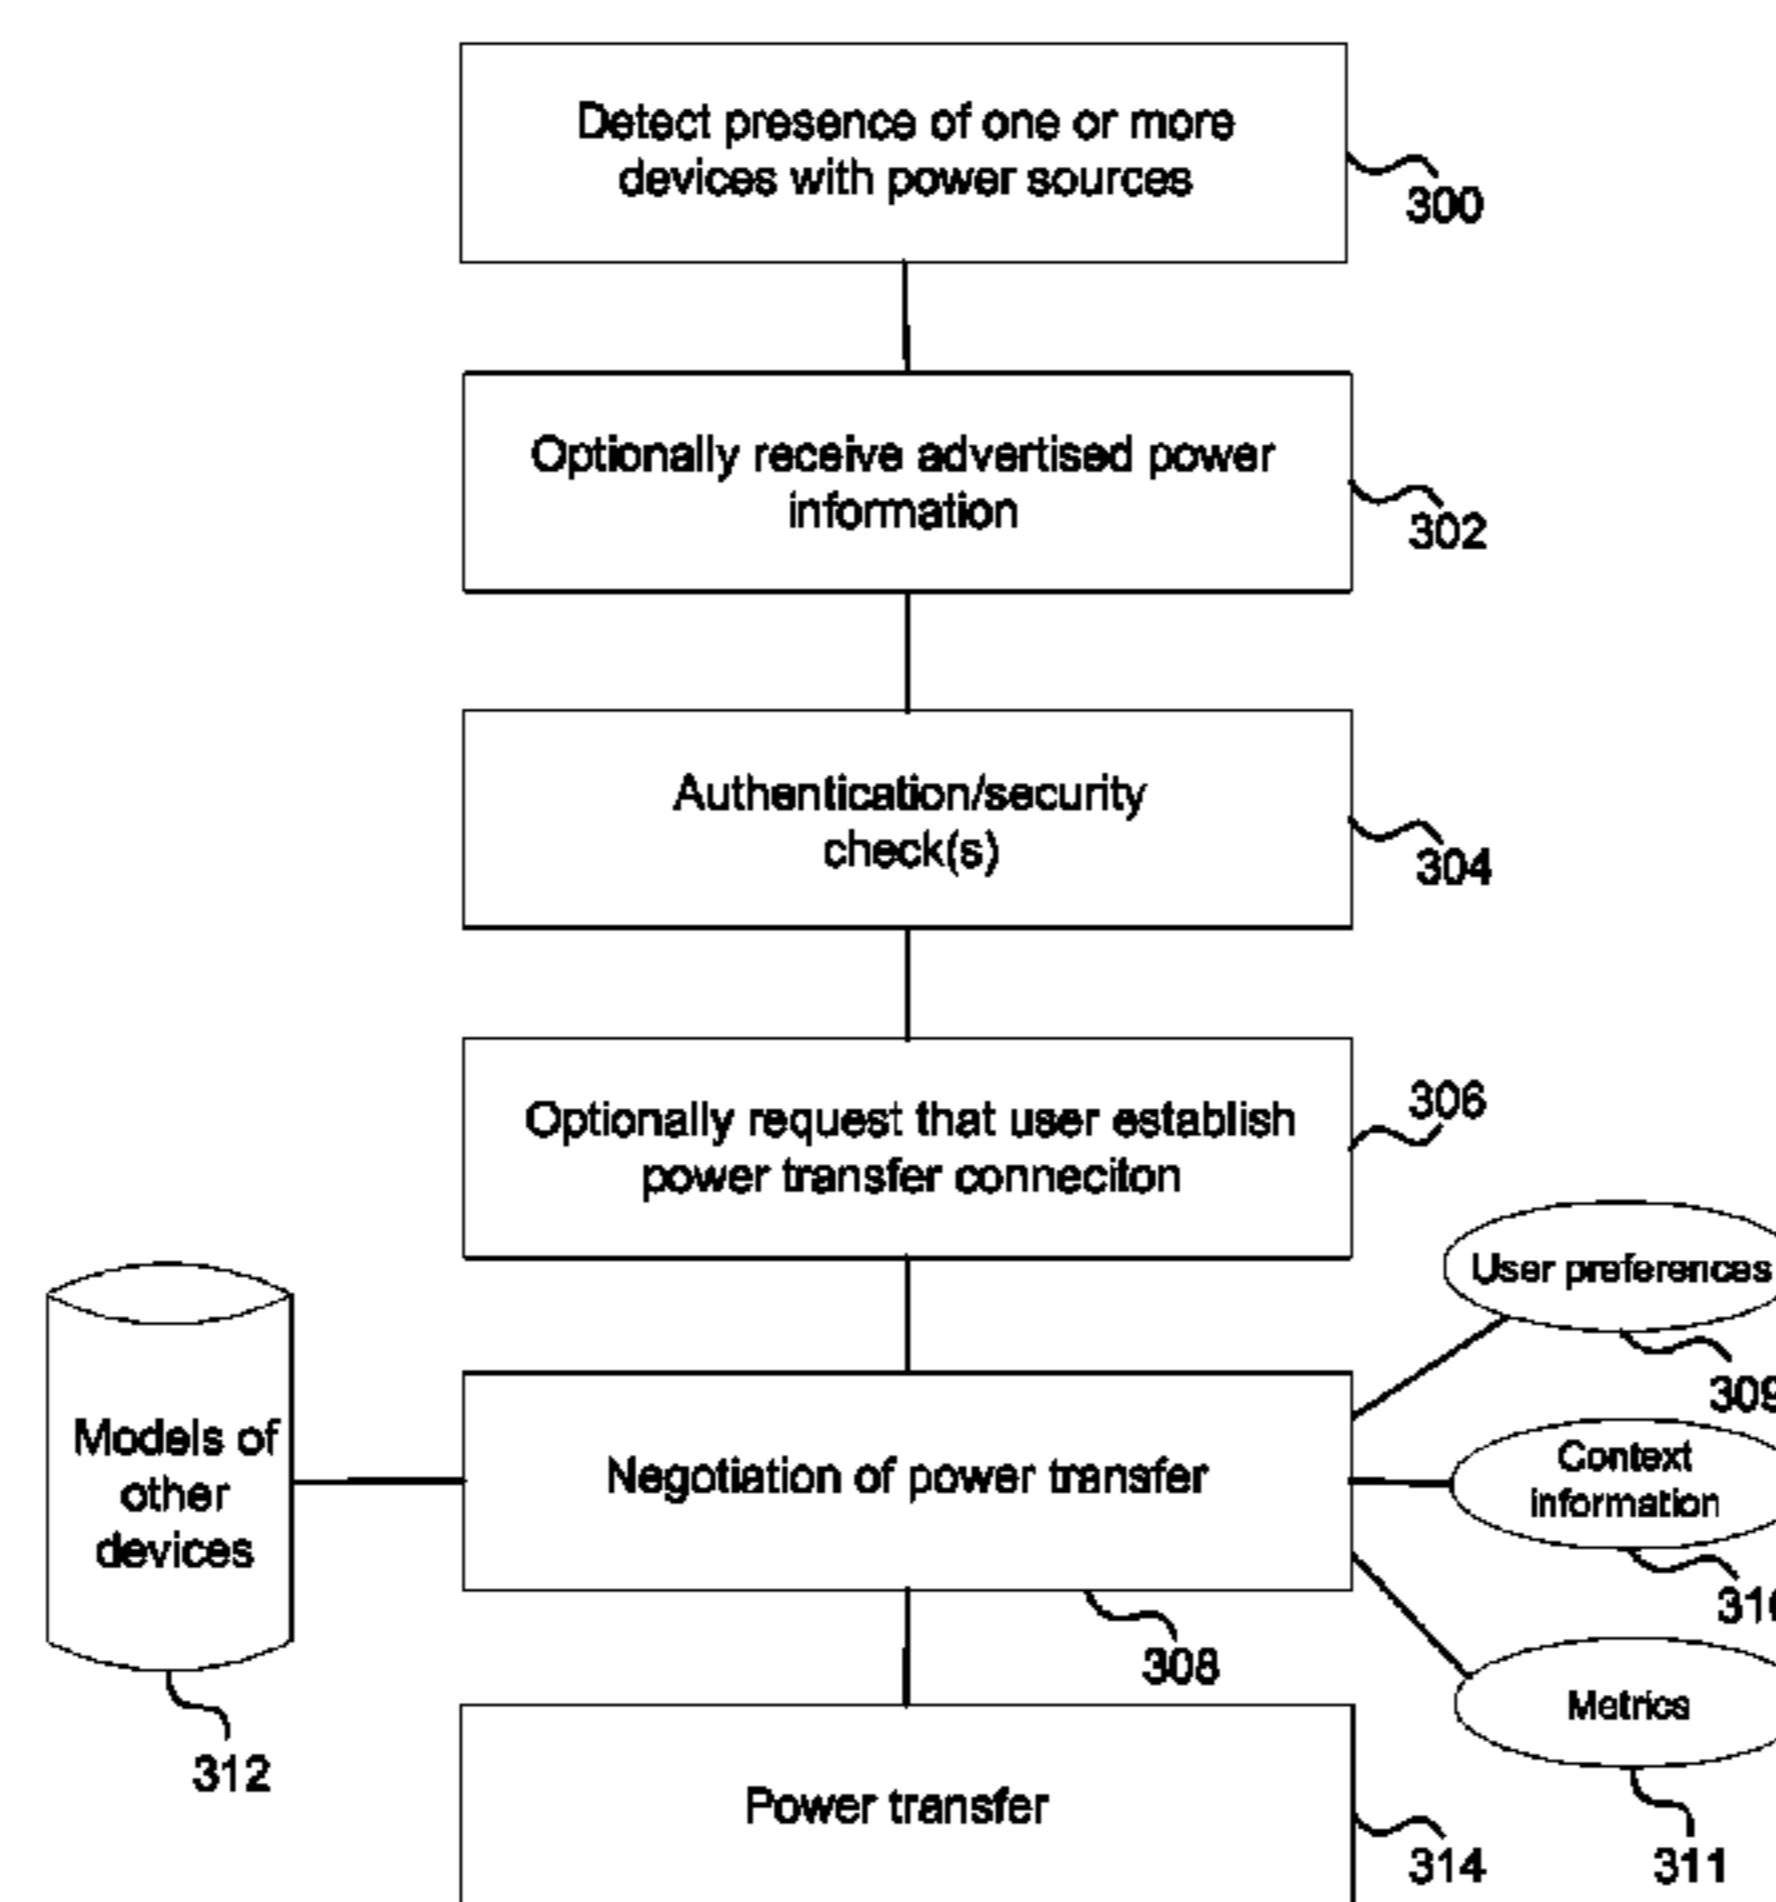 Detect presence of one or more
devices with power sources
300
Optionally receive advertised power
information
302
Authentication/security
check(s)
304
Optionally request that user establish
power transfer conneciton
306
User preferences
309
Models of
other
devices
312
Negotiation of power transfer
308
Context
information
Metrics
311
Power transfer
314